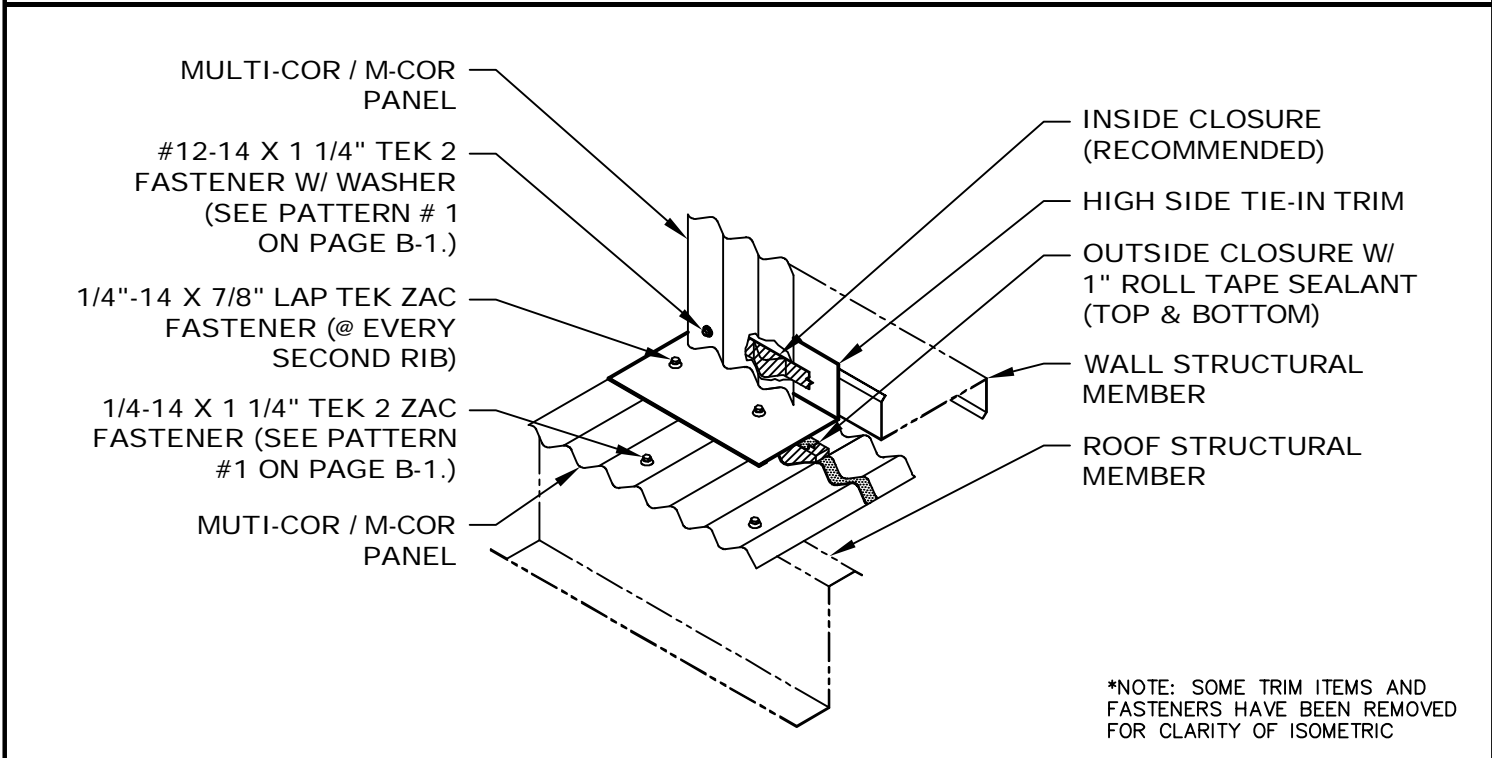 MULTI-COR / M-COR
PANEL
#12-14 X 1 1/4" TEK 2
FASTENER W/ WASHER
(SEE PATTERN # 1
ON PAGE B-1.)
1/4"-14 X 7/8" LAP TEK ZAC
FASTENER (@ EVERY
SECOND RIB)
1/4-14 X 1 1/4" TEK 2 ZAC
FASTENER (SEE PATTERN
#1 ON PAGE B-1.)
MUTI-COR / M-COR
PANEL
INSIDE CLOSURE
(RECOMMENDED)
HIGH SIDE TIE-IN TRIM
OUTSIDE CLOSURE W/
1" ROLL TAPE SEALANT
(TOP & BOTTOM)
WALL STRUCTURAL
MEMBER
ROOF STRUCTURAL
MEMBER
*NOTE: SOME TRIM ITEMS AND
FASTENERS HAVE BEEN REMOVED
FOR CLARITY OF ISOMETRIC